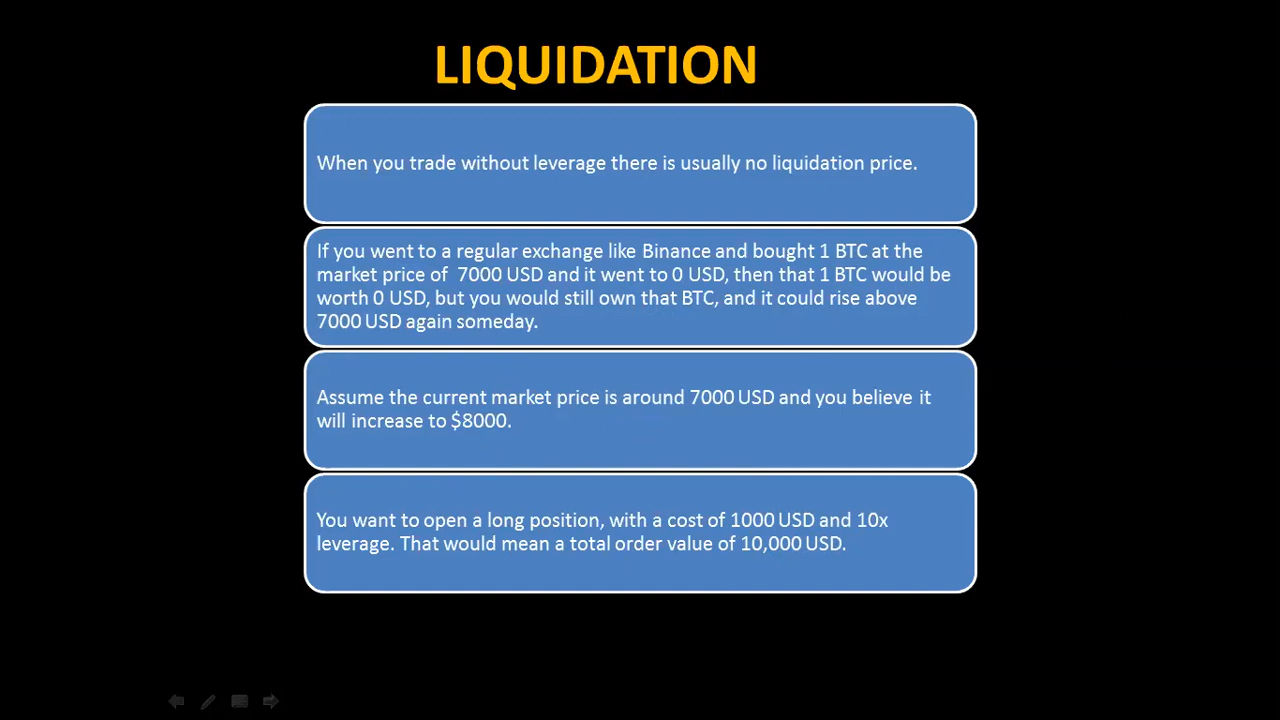 LIQUIDATION
When you trade without leverage there is usually no liquidation price.
If you went to a regular exchange like Binance and bought 1 BTC at the
market price of  7000 USD and it went to 0 USD, then that 1 BTC would be
worth 0 USD, but you would still own that BTC, and it could rise above
7000 USD again someday.
Assume the current market price is around 7000 USD and you believe it
will increase to $8000.
You want to open a long position, with a cost of 1000 USD and 10x
leverage. That would mean a total order value of 10,000 USD.